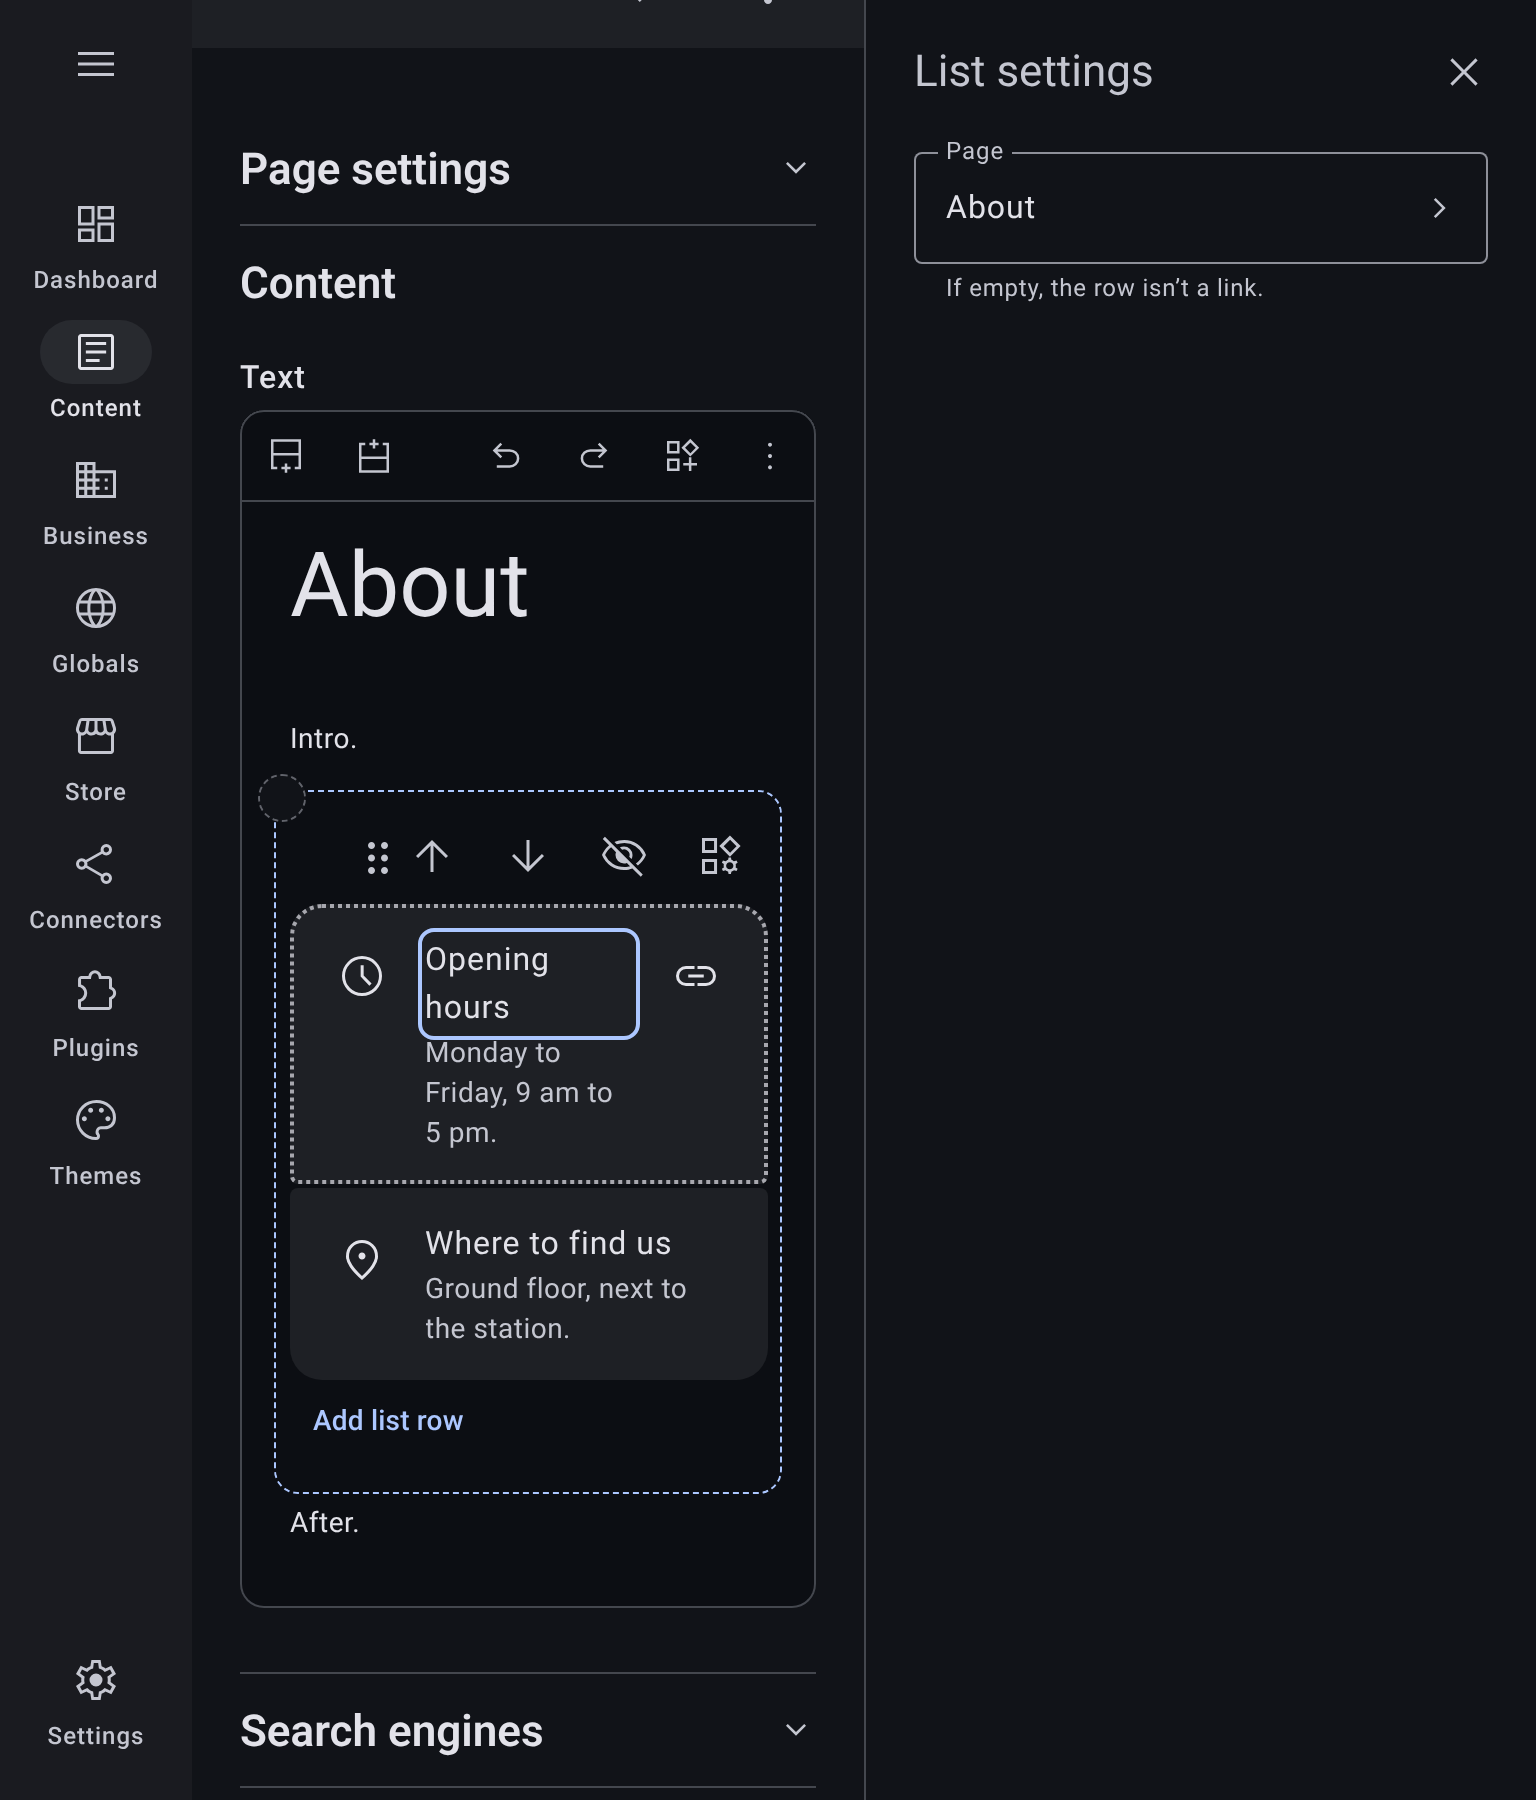 Dashboard
Content
Business
Globals
Store
Connectors
Plugins
Themes
Settings
Page settings
Content
Text
About
Intro.
Opening
hours
Monday to
Friday, 9 am to
5 pm.
Where to find us
Ground floor, next to
the station.
Add list row
After.
Search engines
List settings
Page
About
If empty, the row isn’t a link.